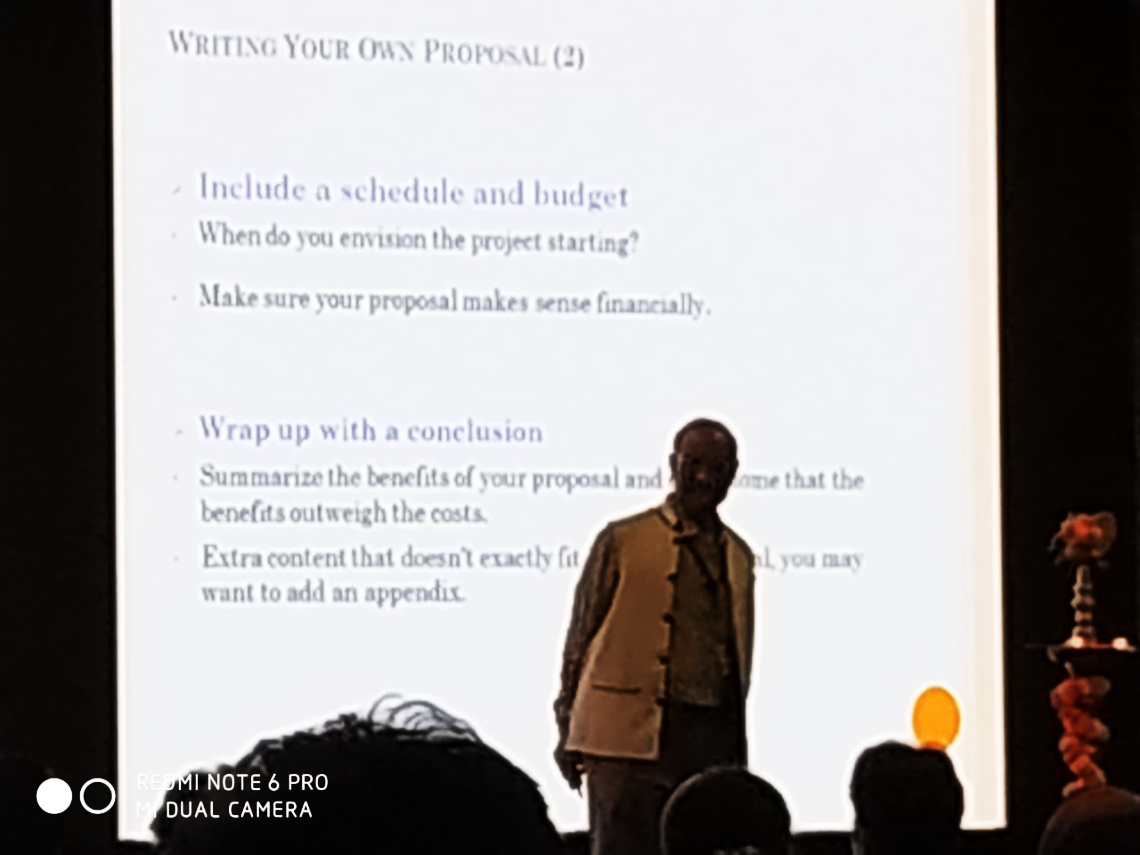 WRITING YOUR OWN PROPOSAL (2)
Include a schedule and budget
When do you envision the project starting?
Make sure your proposal makes sense financially.
Wrap up with a conclusion
Summarize the benefits of your proposal and ome that the
benefits outweigh the costs.
Extra content that doesn't exactly fit al, you may
want to add an appendix.
REDMI NOTE 6 PRO
MI DUAL CAMERA